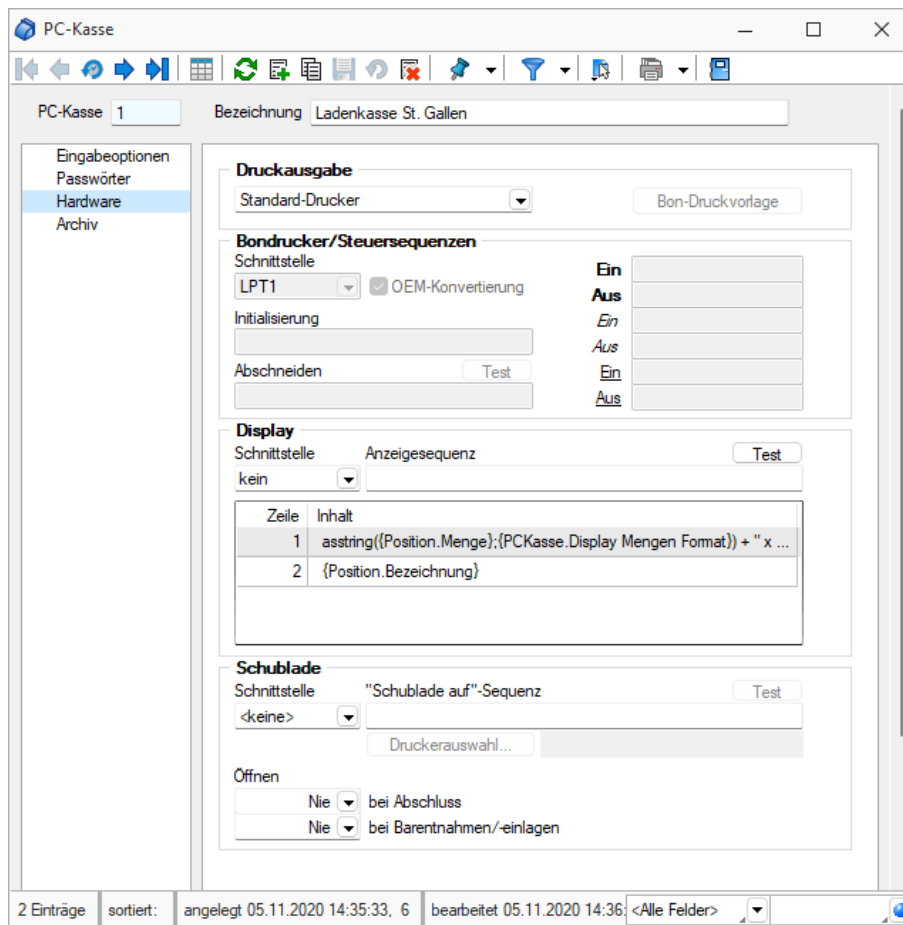 PC-Kasse
PC-Kasse 1 Bezeichnung Ladenkasse St. Gallen
Eingabeoptionen
Passwörter
Hardware
Archiv
Druckausgabe
Standard-Drucker Bon-Druckvorlage
Bondrucker/Steuersequenzen
Schnittstelle
LPT1 OEM-Konvertierung
Initialisierung
Abschneiden Test
Ein
Aus
Ein
Aus
Ein
Aus
Display
Schnittstelle Anzeigesequenz Test
kein
Zeile Inhalt
1 asstring({Position.Menge};{PCKasse.Display Mengen Format}) + " x ...
2 {Position.Bezeichnung}
Schublade
Schnittstelle "Schublade auf"-Sequenz Test
<keine>
Druckerauswahl...
Öffnen
Nie bei Abschluss
Nie bei Barentnahmen/-einlagen
2 Einträge sortiert: angelegt 05.11.2020 14:35:33, 6 bearbeitet 05.11.2020 14:36: <Alle Felder>